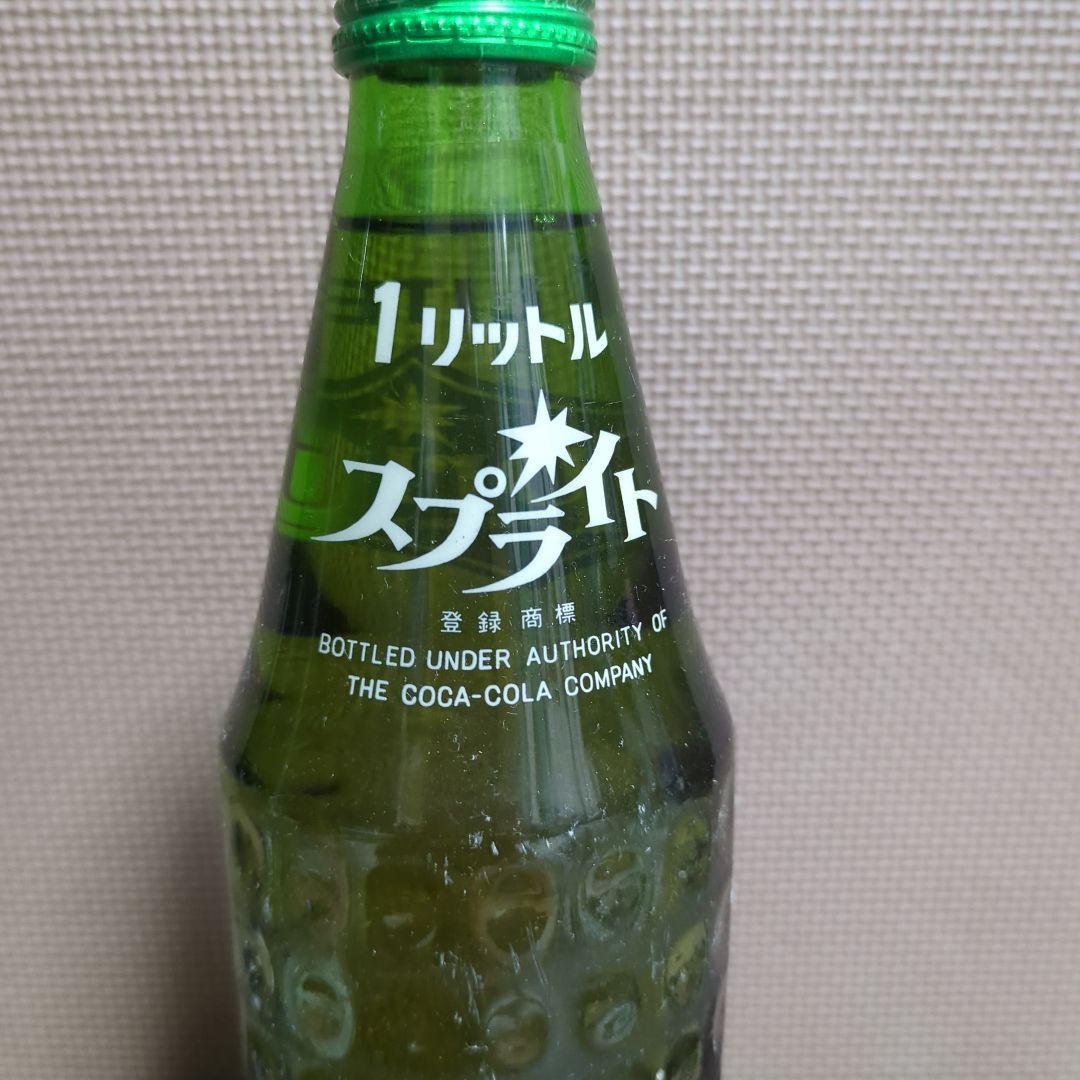 1リットル
スプライト
登録商標
BOTTLED UNDER AUTHORITY OF
THE COCA-COLA COMPANY